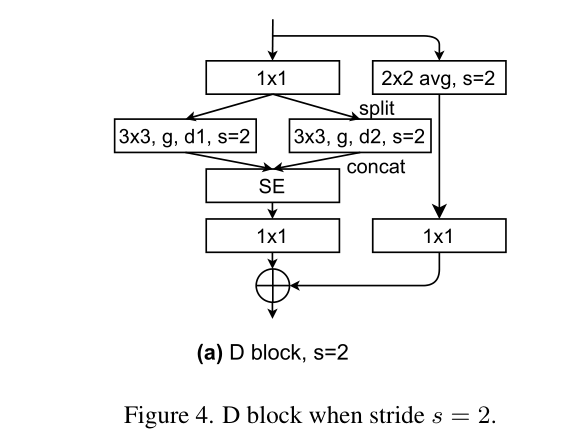 1x1
2x2 avg, s=2
split
3x3, g, d1, s=2
3x3, g, d2, s=2
concat
SE
1x1
1x1
(a) D block, s=2
Figure 4. D block when stride s = 2.